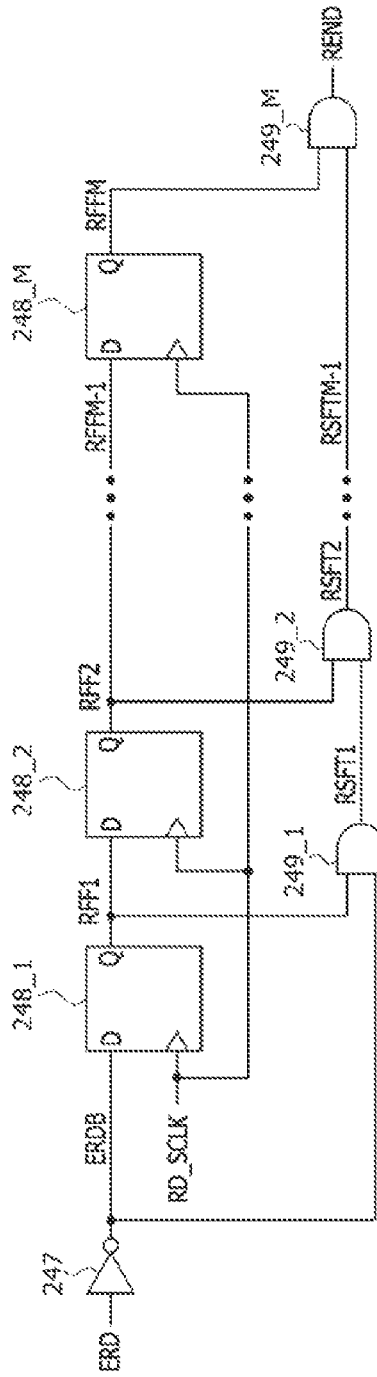 ERD
247
ERDB
248_1
D
Q
RD_SCLK
RFF1
248_2
D
Q
RFF2
RFFM-1
248_M
D
Q
RFFM
249_1
RSFT1
249_2
RSFT2
RSFTM-1
249_M
REND